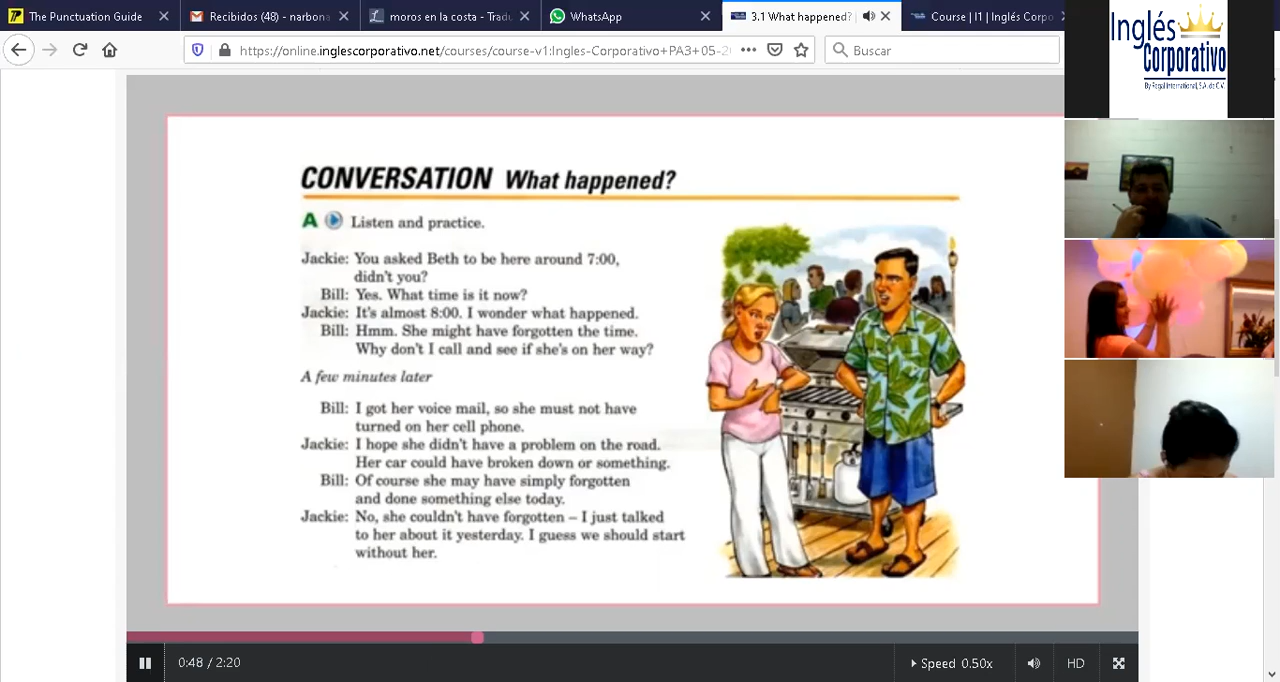 The Punctuation Guide
Recibidos (48) - narbona
moros en la costa - Tradu
WhatsApp
3.1 What happened?
Course | I1 | Inglés Corpo
https://online.inglescorporativo.net/courses/course-v1:Ingles-Corporativo+PA3+05-2
Buscar
Inglés
Corporativo
By Regal International, S.A. de C.V.
CONVERSATION What happened?
A Listen and practice.
Jackie: You asked Beth to be here around 7:00,
didn't you?
Bill: Yes. What time is it now?
Jackie: It's almost 8:00. I wonder what happened.
Bill: Hmm. She might have forgotten the time.
Why don't I call and see if she's on her way?
A few minutes later
Bill: I got her voice mail, so she must not have
turned on her cell phone.
Jackie: I hope she didn't have a problem on the road.
Her car could have broken down or something.
Bill: Of course she may have simply forgotten
and done something else today.
Jackie: No, she couldn't have forgotten – I just talked
to her about it yesterday. I guess we should start
without her.
0:48 / 2:20
Speed 0.50x
HD